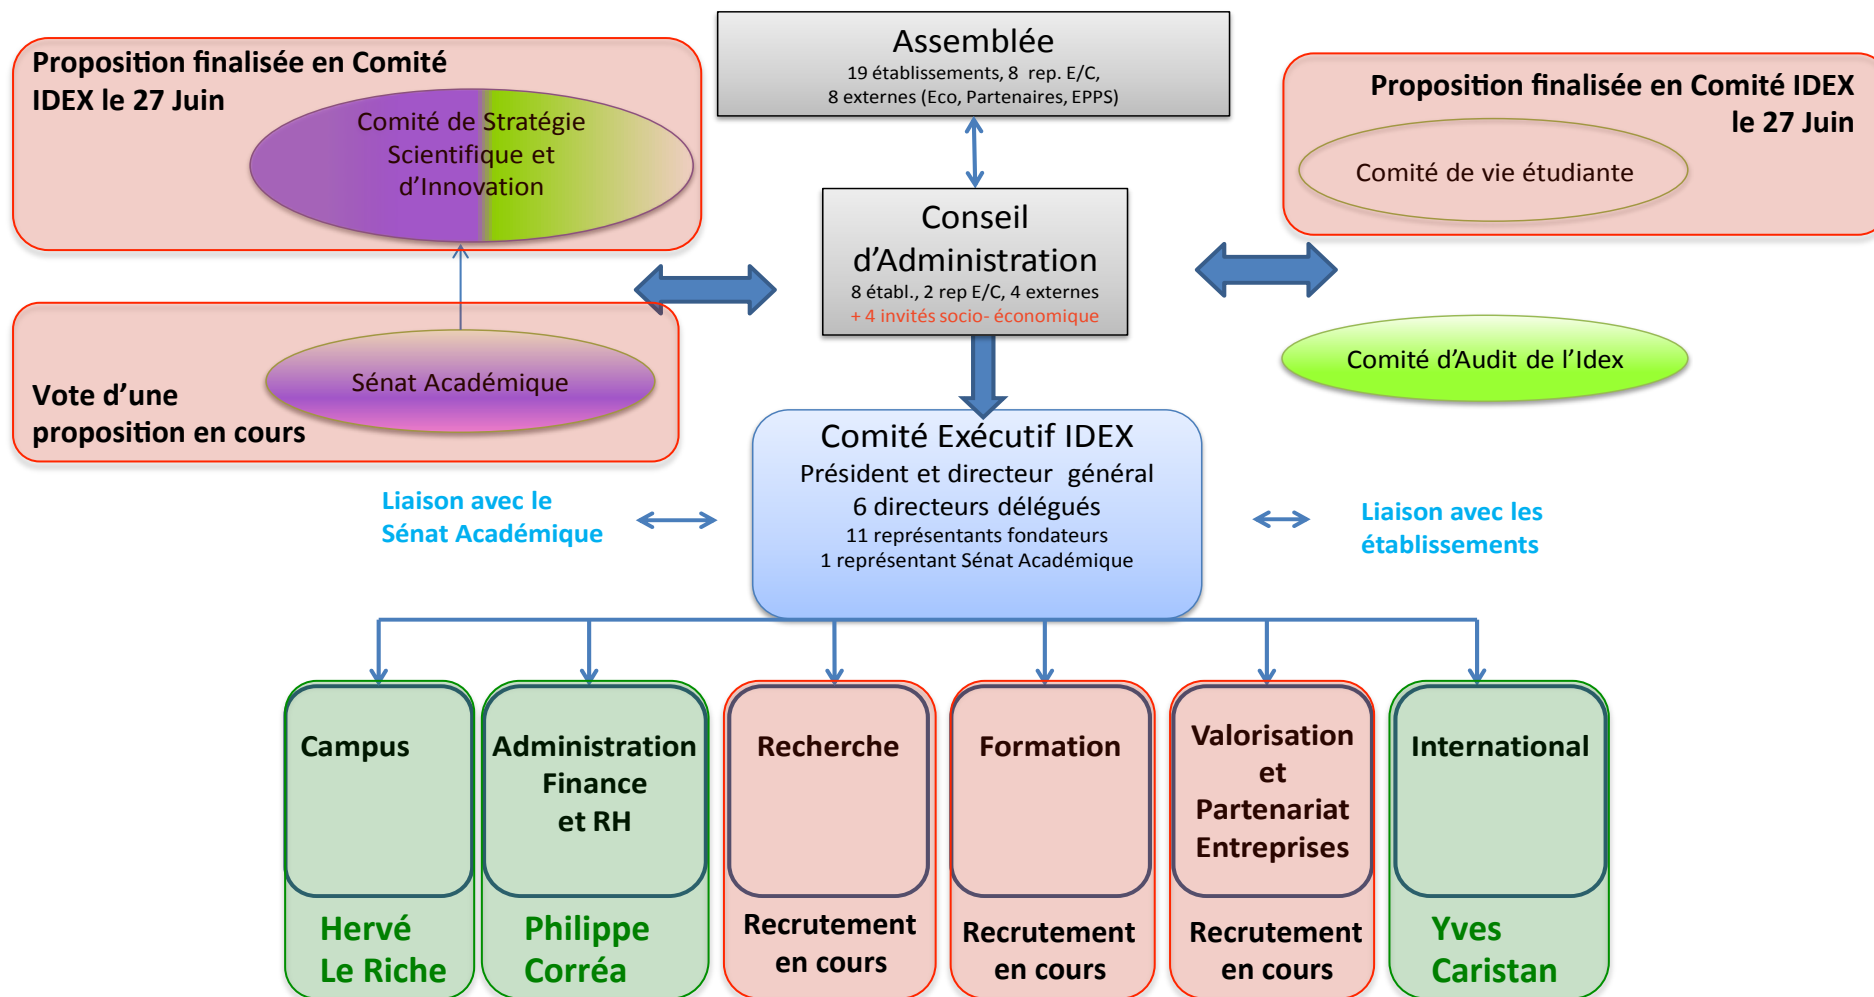 Proposition finalisée en Comité
IDEX le 27 Juin
Comité de Stratégie
Scientifique et
d’Innovation
Assemblée
19 établissements, 8 rep. E/C,
8 externes (Eco, Partenaires, EPPS)
Proposition finalisée en Comité IDEX
le 27 Juin
Comité de vie étudiante
Conseil
d’Administration
8 établ., 2 rep E/C, 4 externes
+ 4 invités socio- économique
Vote d’une
proposition en cours
Sénat Académique
Comité d’Audit de l’Idex
Comité Exécutif IDEX
Président et directeur général
6 directeurs délégués
11 représentants fondateurs
1 représentant Sénat Académique
Liaison avec le
Sénat Académique
Liaison avec les
établissements
Campus
Hervé
Le Riche
Administration
Finance
et RH
Philippe
Corréa
Recherche
Recrutement
en cours
Formation
Recrutement
en cours
Valorisation
et
Partenariat
Entreprises
Recrutement
en cours
International
Yves
Caristan